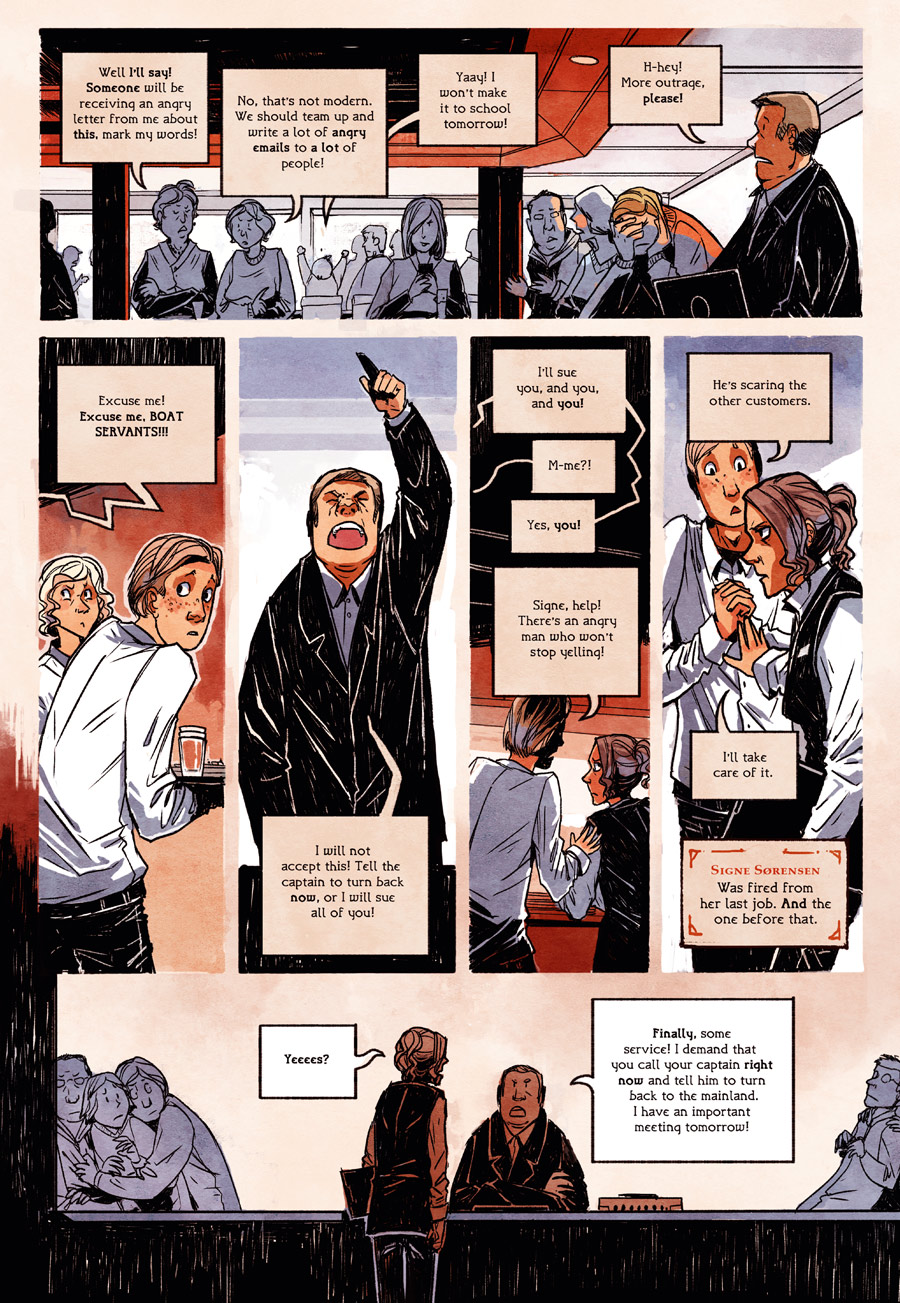 Well I'll say!
Someone will be
receiving an angry
letter from me about
this, mark my words!
No, that's not modern.
We should team up and
write a lot of angry
emails to a lot of
people!
Yaay! I
won't make
it to school
tomorrow!
H-hey!
More outrage,
please!
Excuse me!
Excuse me, BOAT
SERVANTS!!!
I will not
accept this! Tell the
captain to turn back
now, or I will sue
all of you!
I'll sue
you, and you,
and you!
M-me?!
Yes, you!
Signe, help!
There's an angry
man who won't
stop yelling!
He's scaring the
other customers.
I'll take
care of it.
Signe Sørensen
Was fired from
her last job. And the
one before that.
Yeeees?
Finally, some
service! I demand that
you call your captain right
now and tell him to turn
back to the mainland.
I have an important
meeting tomorrow!